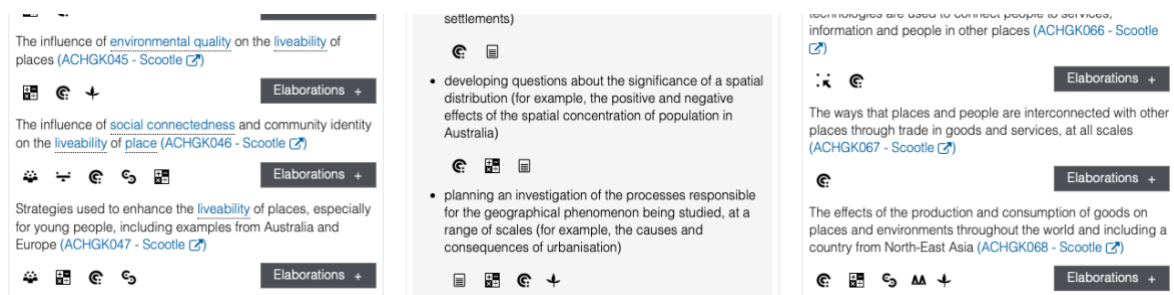 The influence of environmental quality on the liveability of
places (ACHGK045 - Scootle )
Elaborations +
The influence of social connectedness and community identity
on the liveability of place (ACHGK046 - Scootle )
Elaborations +
Strategies used to enhance the liveability of places, especially
for young people, including examples from Australia and
Europe (ACHGK047 - Scootle )
Elaborations +
settlements)
• developing questions about the significance of a spatial
distribution (for example, the positive and negative
effects of the spatial concentration of population in
Australia)
• planning an investigation of the processes responsible
for the geographical phenomenon being studied, at a
range of scales (for example, the causes and
consequences of urbanisation)
technologies are used to connect people to services,
information and people in other places (ACHGK066 - Scootle
)
Elaborations +
The ways that places and people are interconnected with other
places through trade in goods and services, at all scales
(ACHGK067 - Scootle )
Elaborations +
The effects of the production and consumption of goods on
places and environments throughout the world and including a
country from North-East Asia (ACHGK068 - Scootle )
Elaborations +